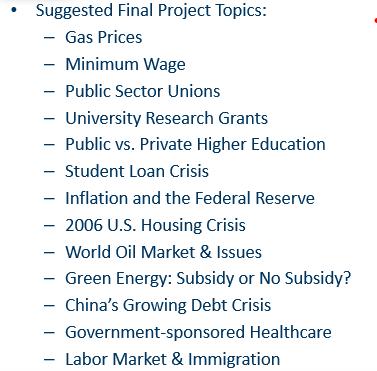 • Suggested Final Project Topics:
– Gas Prices
– Minimum Wage
– Public Sector Unions
– University Research Grants
– Public vs. Private Higher Education
– Student Loan Crisis
– Inflation and the Federal Reserve
– 2006 U.S. Housing Crisis
– World Oil Market & Issues
– Green Energy: Subsidy or No Subsidy?
– China's Growing Debt Crisis
– Government-sponsored Healthcare
– Labor Market & Immigration